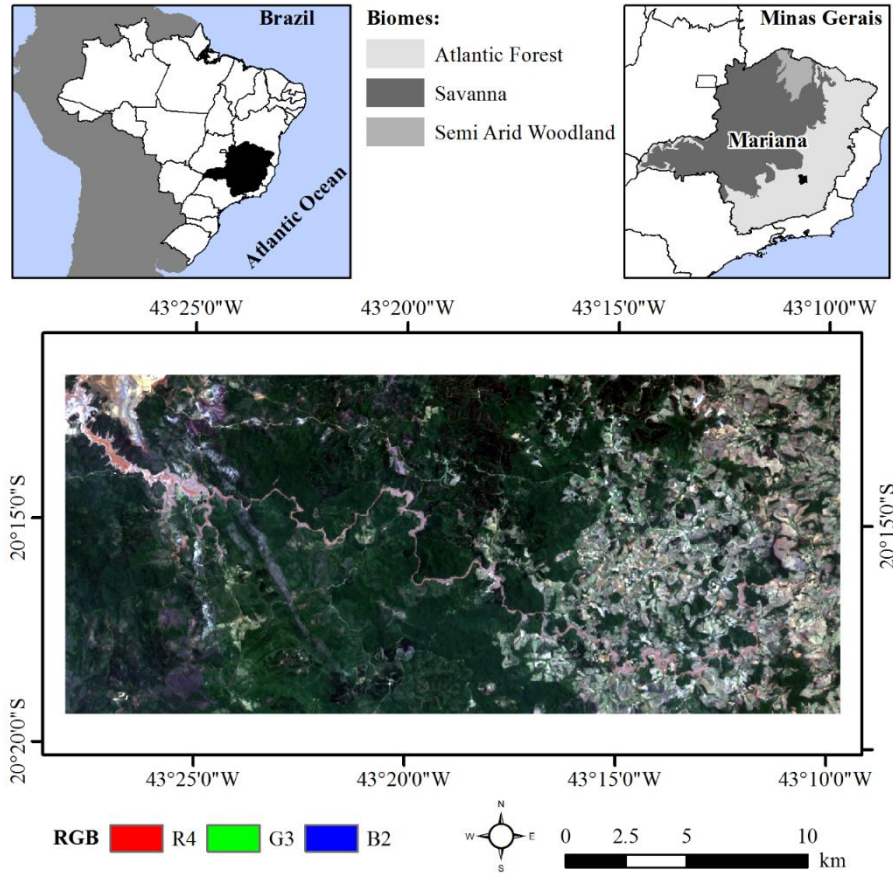 Brazil
Atlantic Ocean
Biomes:
Atlantic Forest
Savanna
Semi Arid Woodland
Minas Gerais
Mariana
43°25'0"W 43°20'0"W 43°15'0"W 43°10'0"W
20°15'0"S
20°20'0"S
20°15'0"S
43°25'0"W 43°20'0"W 43°15'0"W 43°10'0"W
RGB R4 G3 B2
N
W E
S
0 2.5 5 10
km